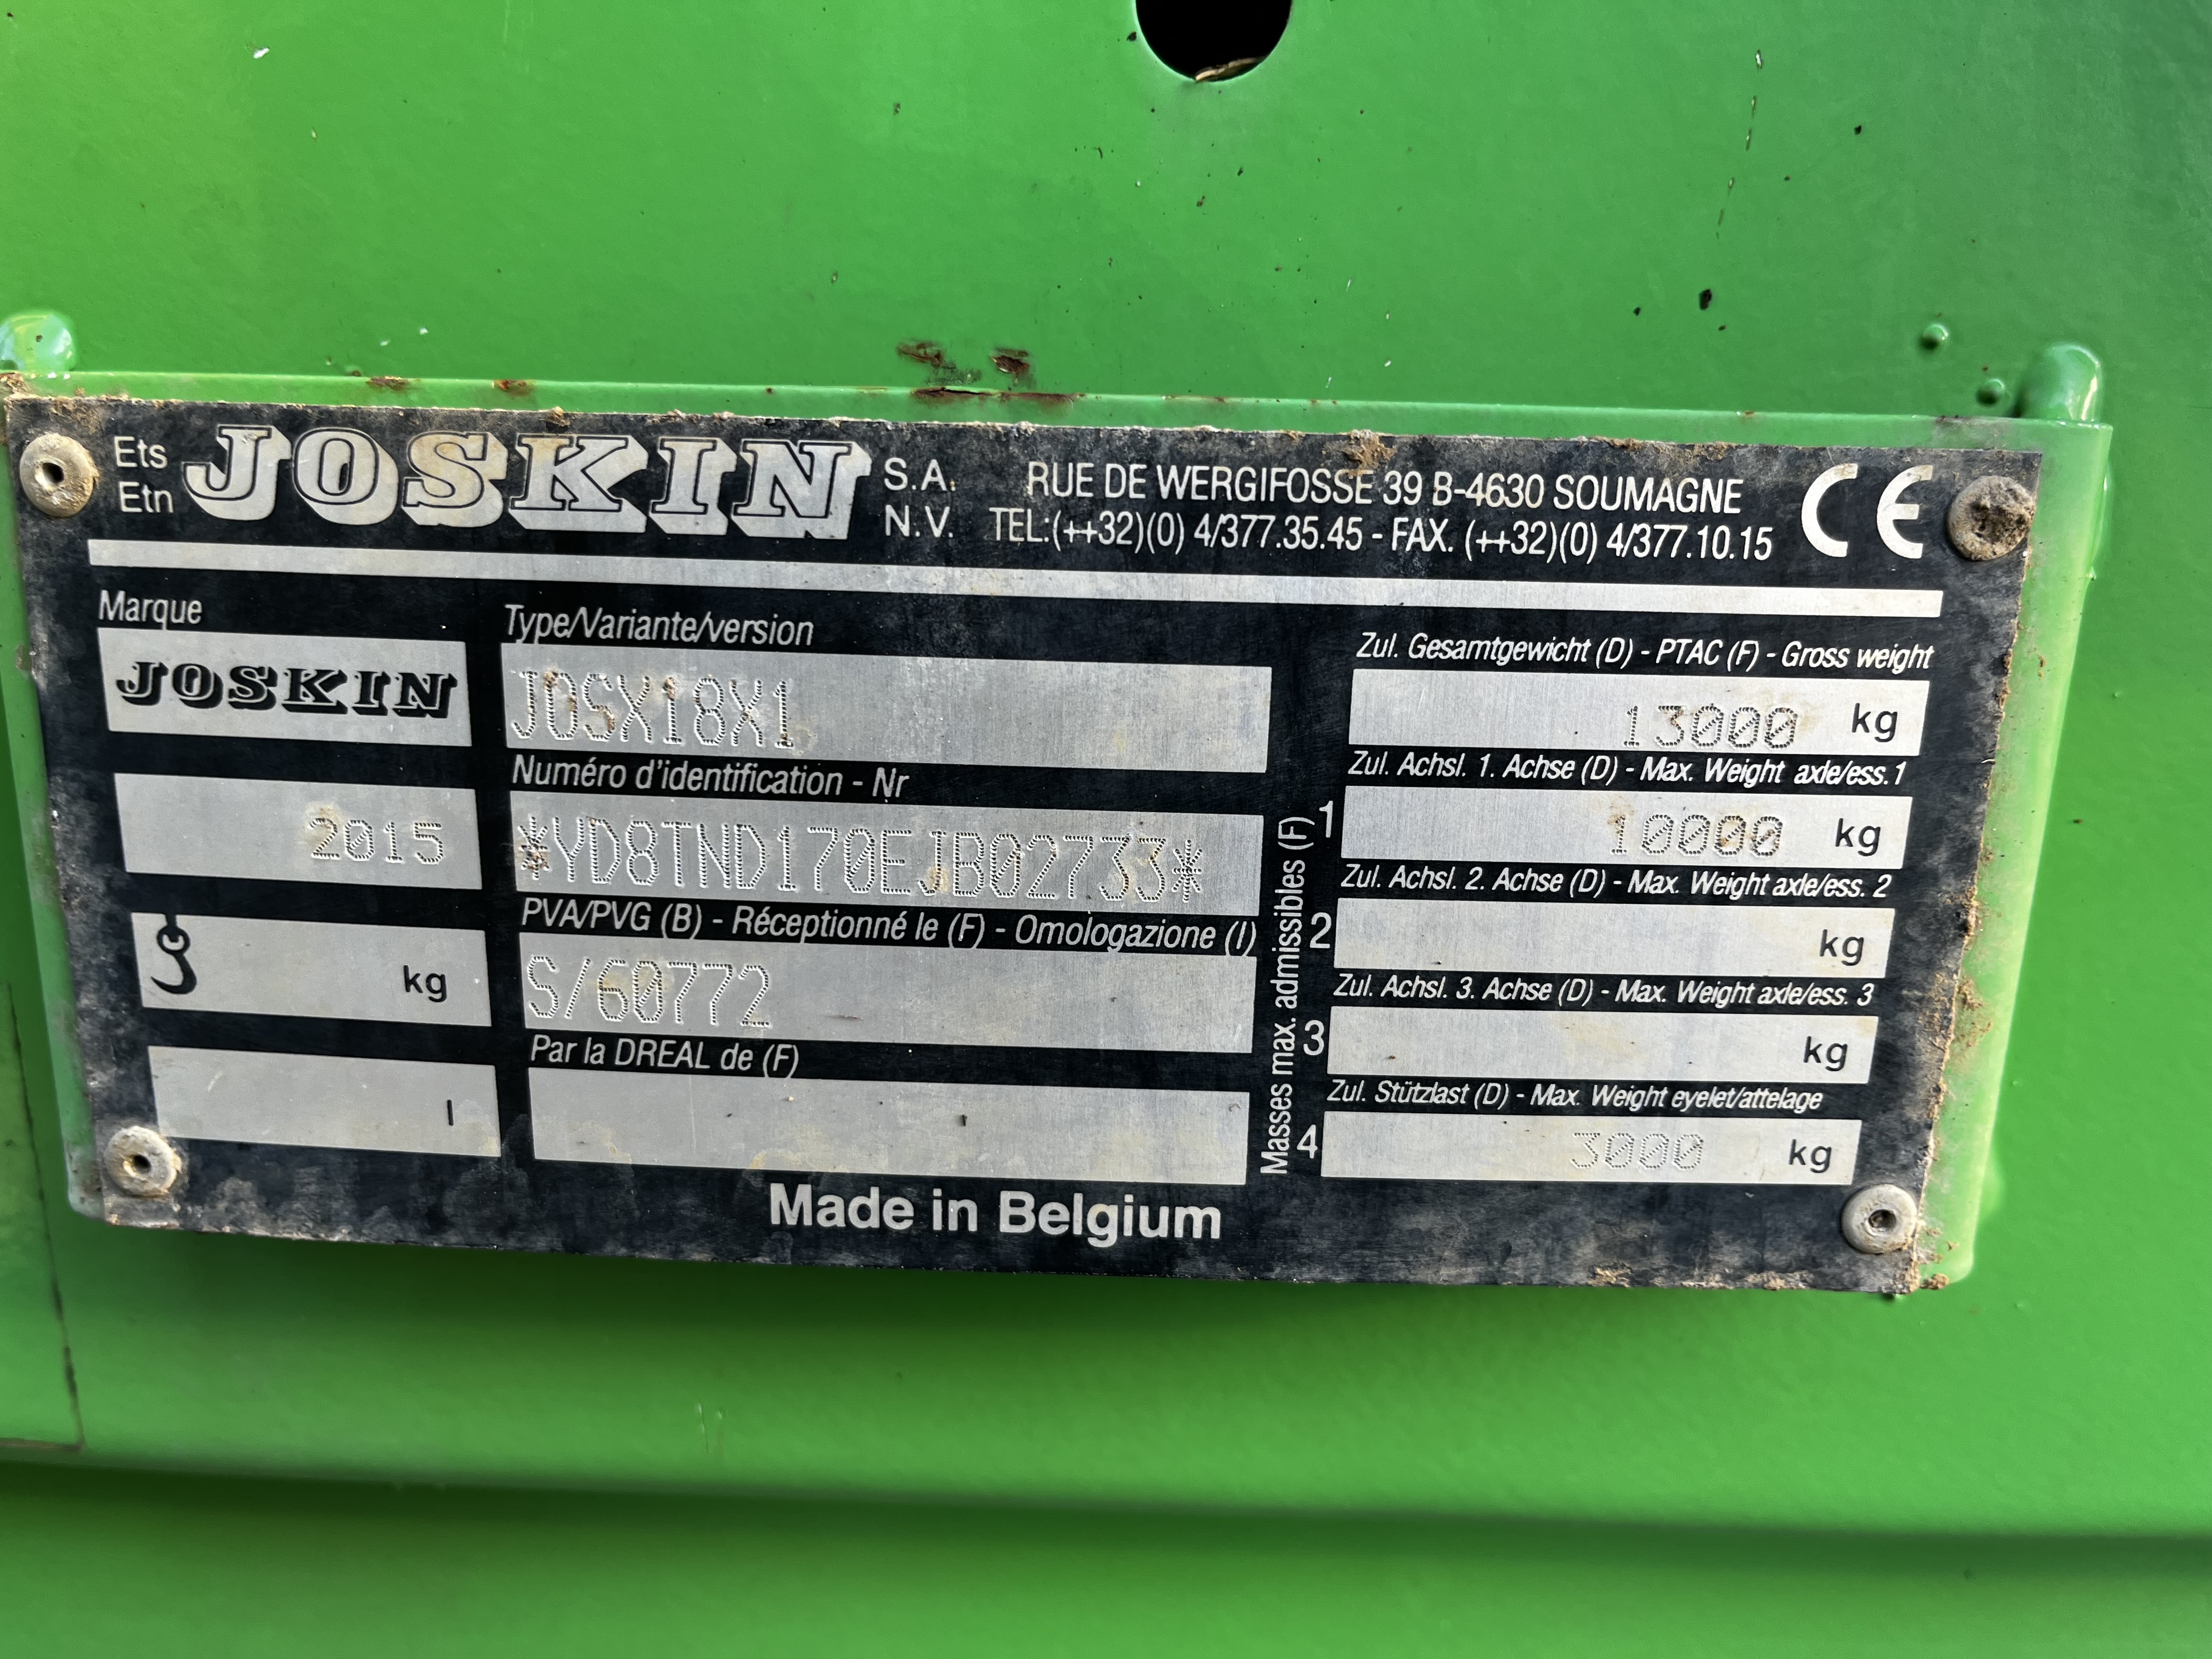 Ets JOSKIN S.A.
Etn N.V.
RUE DE WERGIFOSSE 39 B-4630 SOUMAGNE
TEL:(++32)(0) 4/377.35.45 - FAX. (++32)(0) 4/377.10.15
CE
Marque
JOSKIN
2015
kg
l
Type/Variante/version
JOSX18X1
Numéro d'identification - Nr
*YD8TND170EJB02733*
PVA/PVG (B) - Réceptionné le (F) - Omologazione (I)
S/60772
Par la DREAL de (F)
Masses max. admissibles (F)
Zul. Gesamtgewicht (D) - PTAC (F) - Gross weight
13000 kg
Zul. Achsl. 1. Achse (D) - Max. Weight axle/ess. 1
1 10000 kg
Zul. Achsl. 2. Achse (D) - Max. Weight axle/ess. 2
2 kg
Zul. Achsl. 3. Achse (D) - Max. Weight axle/ess. 3
3 kg
Zul. Stützlast (D) - Max. Weight eyelet/attelage
4 3000 kg
Made in Belgium